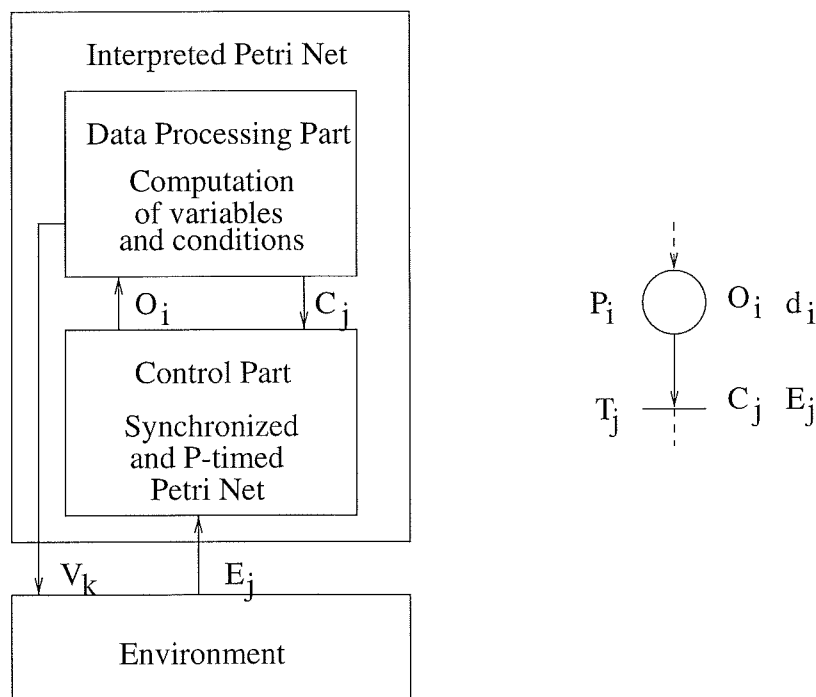 Interpreted Petri Net
Data Processing Part
Computation
of variables
and conditions
O_i
C_j
Control Part
Synchronized
and P-timed
Petri Net
V_k
E_j
Environment
P_i
O_i d_i
T_j
C_j E_j